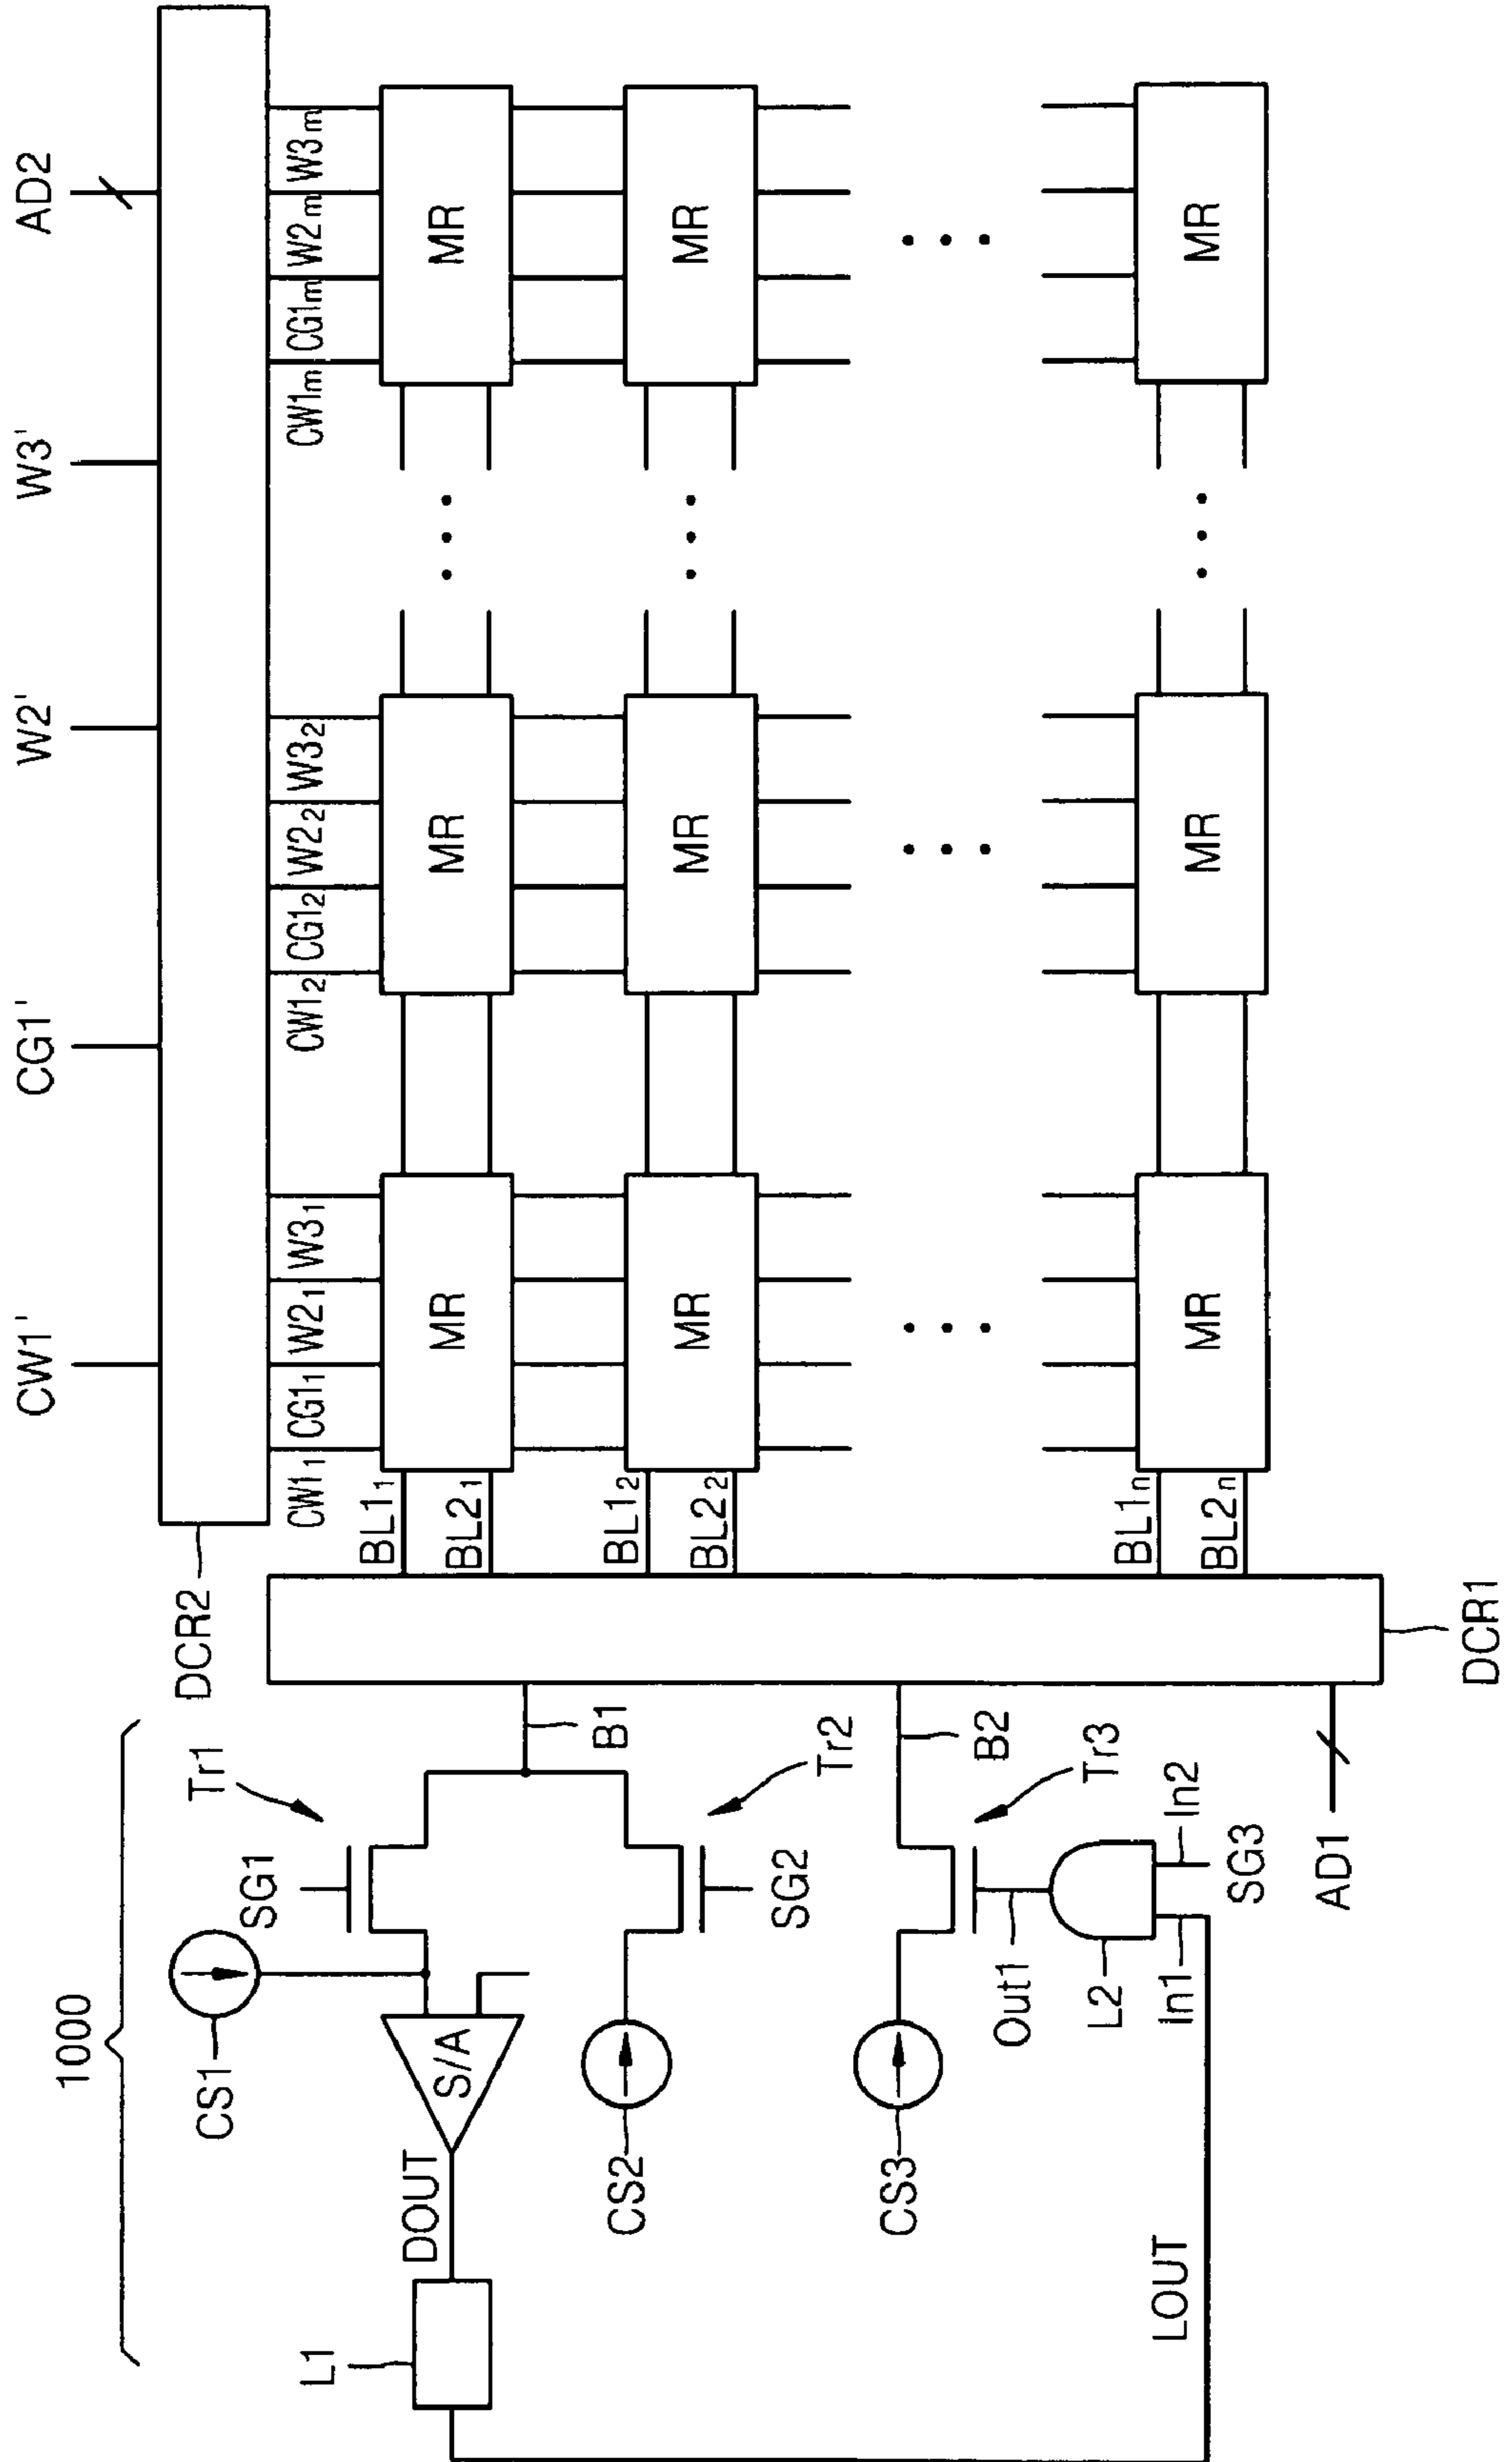 CW1' CG1' W2' W3' AD2
1000
DCR2
CW1₁ CG1₁ W2₁ W3₁ CW1₂ CG1₂ W2₂ W3₂ CW1m CG1m W2m W3m
CS1
SG1
Tr1
L1
DOUT
S/A
B1
BL1₁
BL2₁
MR MR MR
CS2
SG2
Tr2
BL1₂
BL2₂
MR MR MR
CS3
B2
Out1
Tr3
L2
In1
In2
LOUT
SG3
BL1n
BL2n
MR MR MR
AD1
DCR1